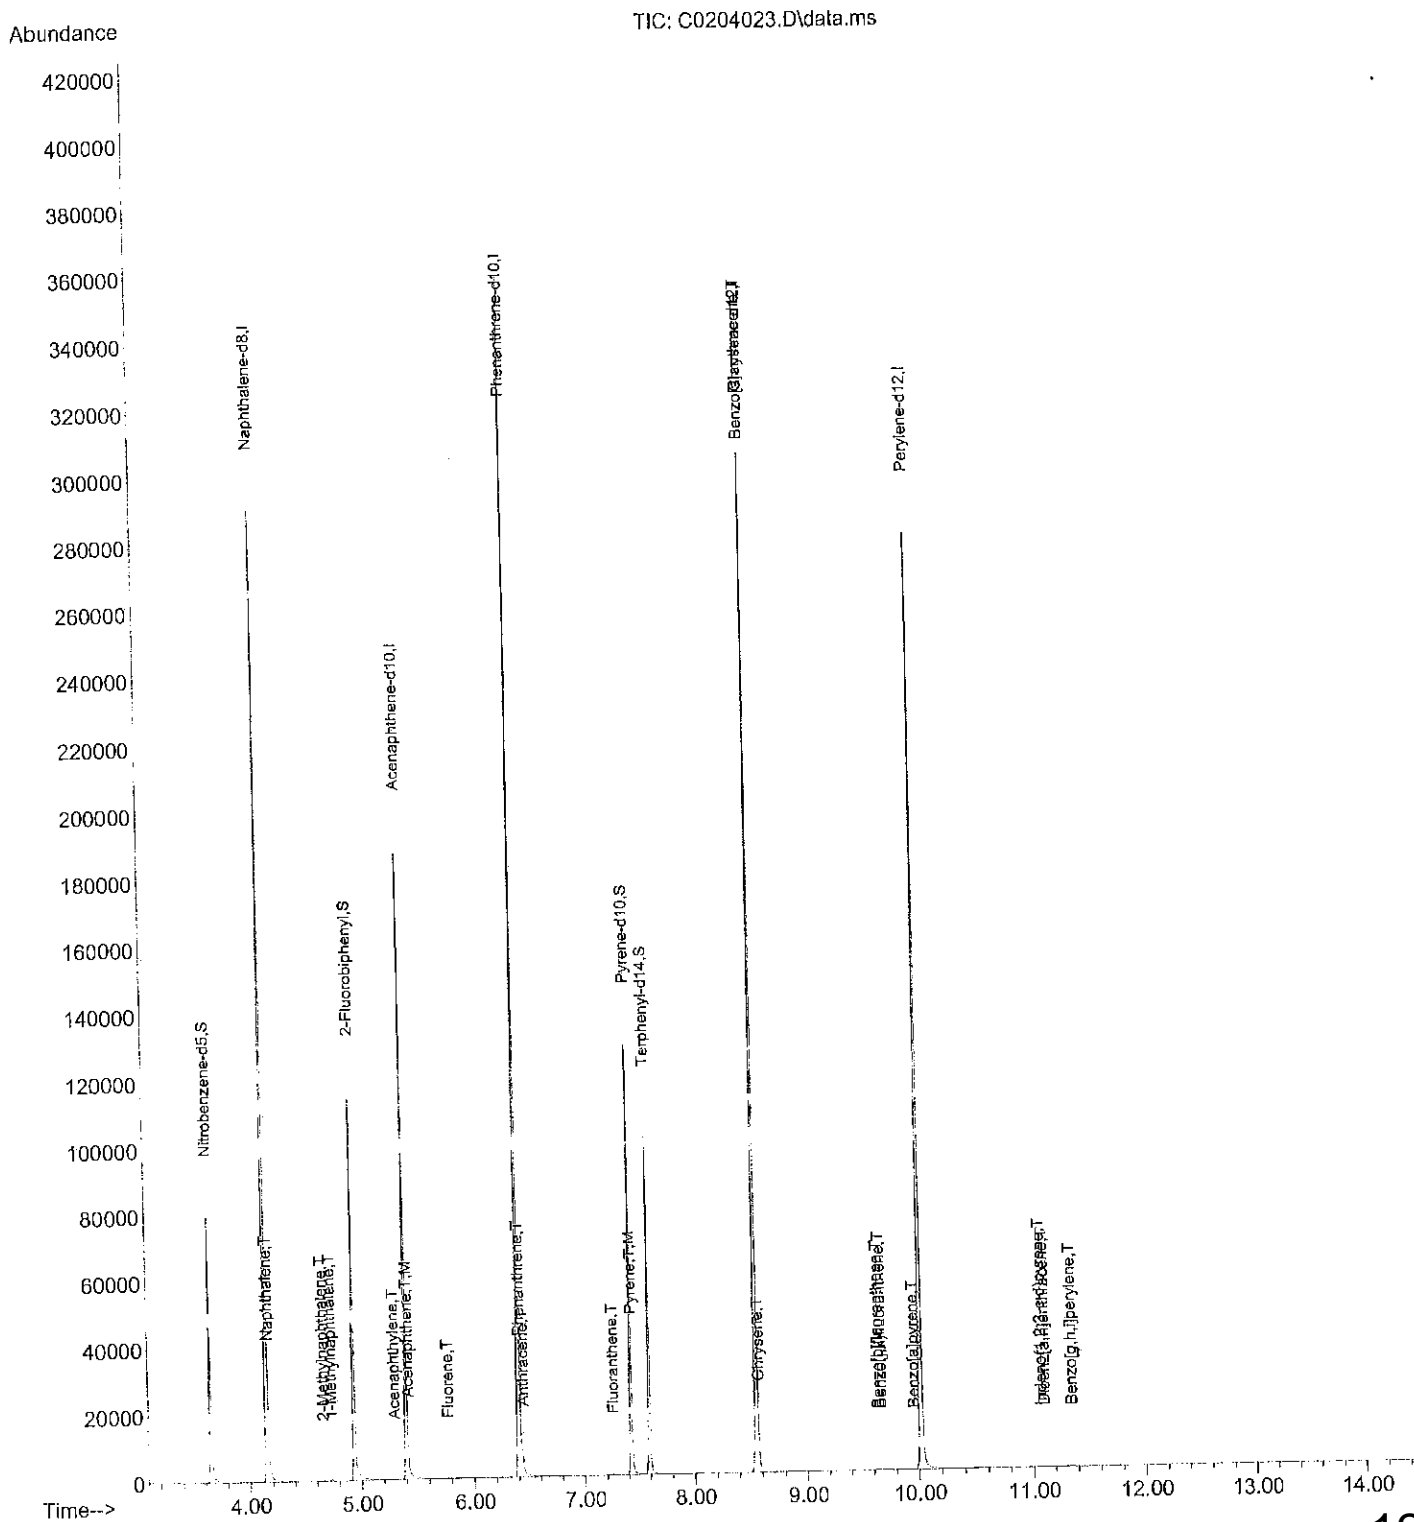 TIC: C0204023.D\data.ms
Abundance
420000
400000
380000
360000
340000
320000
300000
280000
260000
240000
220000
200000
180000
160000
140000
120000
100000
80000
60000
40000
20000
0
Nitrobenzene-d5,S
Naphthalene-d8,I
Naphthalene,T
2-Methylnaphthalene,T
1-Methylnaphthalene,T
2-Fluorobiphenyl,S
Acenaphthene-d10,I
Acenaphthylene,T
Acenaphthene,T,M
Fluorene,T
Phenanthrene-d10,I
Phenanthrene,T
Anthracene,T
Fluoranthene,T
Pyrene-d10,S
Pyrene,T,M
Terphenyl-d14,S
Chrysene,T
Benzo[a]pyrene,T
Perylene-d12,I
Benzo[g,h,i]perylene,T
Time-->
4.00 5.00 6.00 7.00 8.00 9.00 10.00 11.00 12.00 13.00 14.00